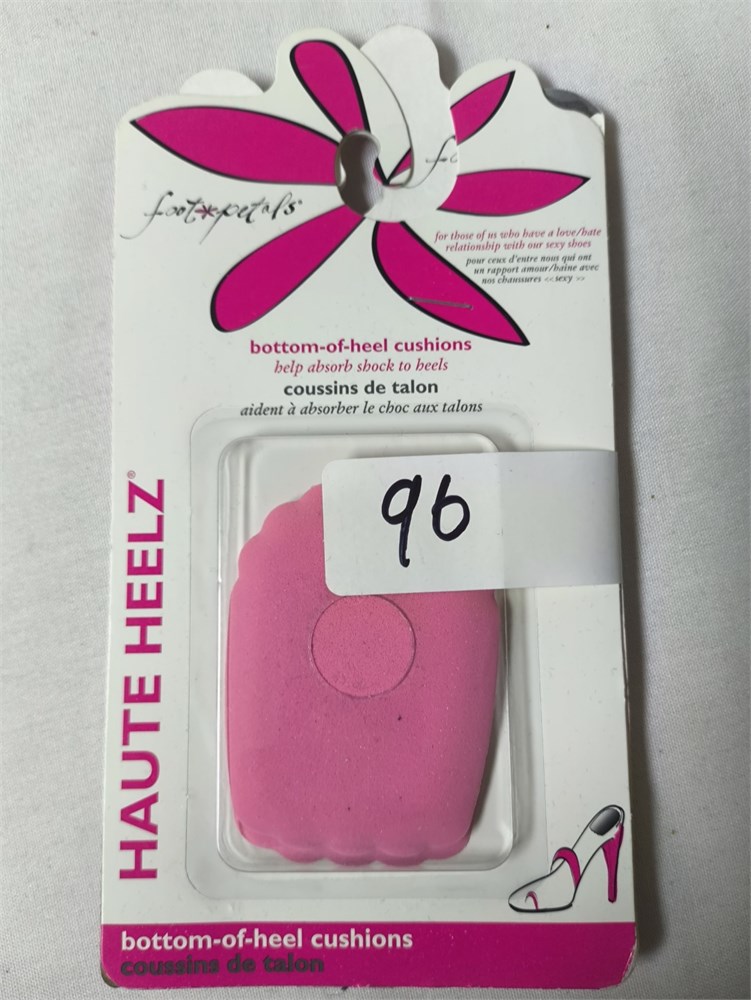 foot*petals®
for those of us who have a love/hate
relationship with our sexy shoes
pour ceux d'entre nous qui ont
un rapport amour/haine avec
nos chaussures <<sexy >>
bottom-of-heel cushions
help absorb shock to heels
coussins de talon
aident à absorber le choc aux talons
96
HAUTE HEELZ®
bottom-of-heel cushions
coussins de talon